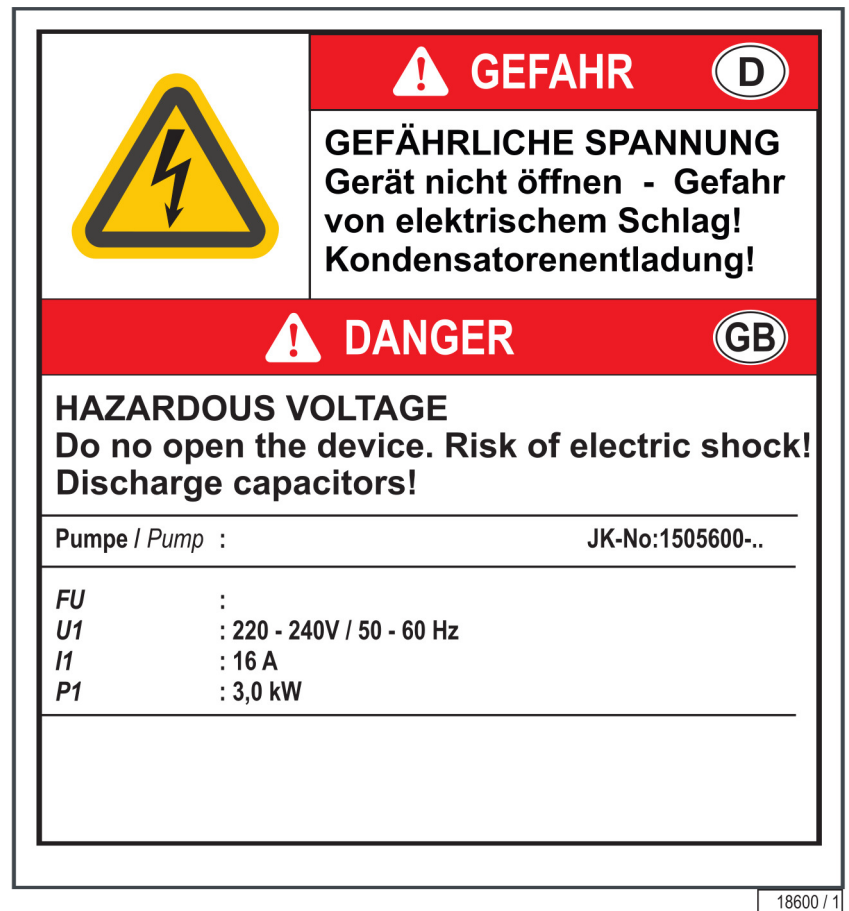 GEFAHR D
GEFÄHRLICHE SPANNUNG
Gerät nicht öffnen - Gefahr
von elektrischem Schlag!
Kondensatorenentladung!
DANGER GB
HAZARDOUS VOLTAGE
Do no open the device. Risk of electric shock!
Discharge capacitors!
Pumpe / Pump : JK-No:1505600-..
FU :
U1 : 220 - 240V / 50 - 60 Hz
I1 : 16 A
P1 : 3,0 kW
18600 / 1